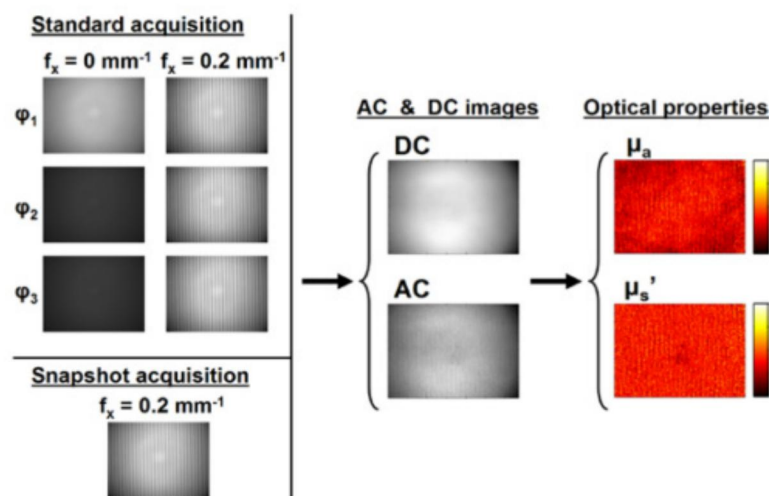 Standard acquisition
fₓ = 0 mm⁻¹ fₓ = 0.2 mm⁻¹
φ₁
φ₂
φ₃
Snapshot acquisition
fₓ = 0.2 mm⁻¹
AC & DC images
DC
AC
Optical properties
μₐ
μₛ’